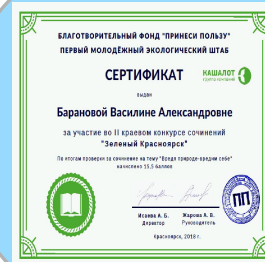 БЛАГОТВОРИТЕЛЬНЫЙ ФОНД "ПРИНЕСИ ПОЛЬЗУ"
ПЕРВЫЙ МОЛОДЁЖНЫЙ ЭКОЛОГИЧЕСКИЙ ШТАБ
СЕРТИФИКАТ
КАШАЛОТ
выдан
Барановой Василине Александровне
за участие во II краевом конкурсе сочинений
"Зеленый Красноярск"
По итогам проверки за сочинение на тему "Вредя природе-вредим себе"
начислено 15,5 баллов
Исаева А. Б. Жарова А. В.
Директор Руководитель
ПП
Красноярск, 2018 г.